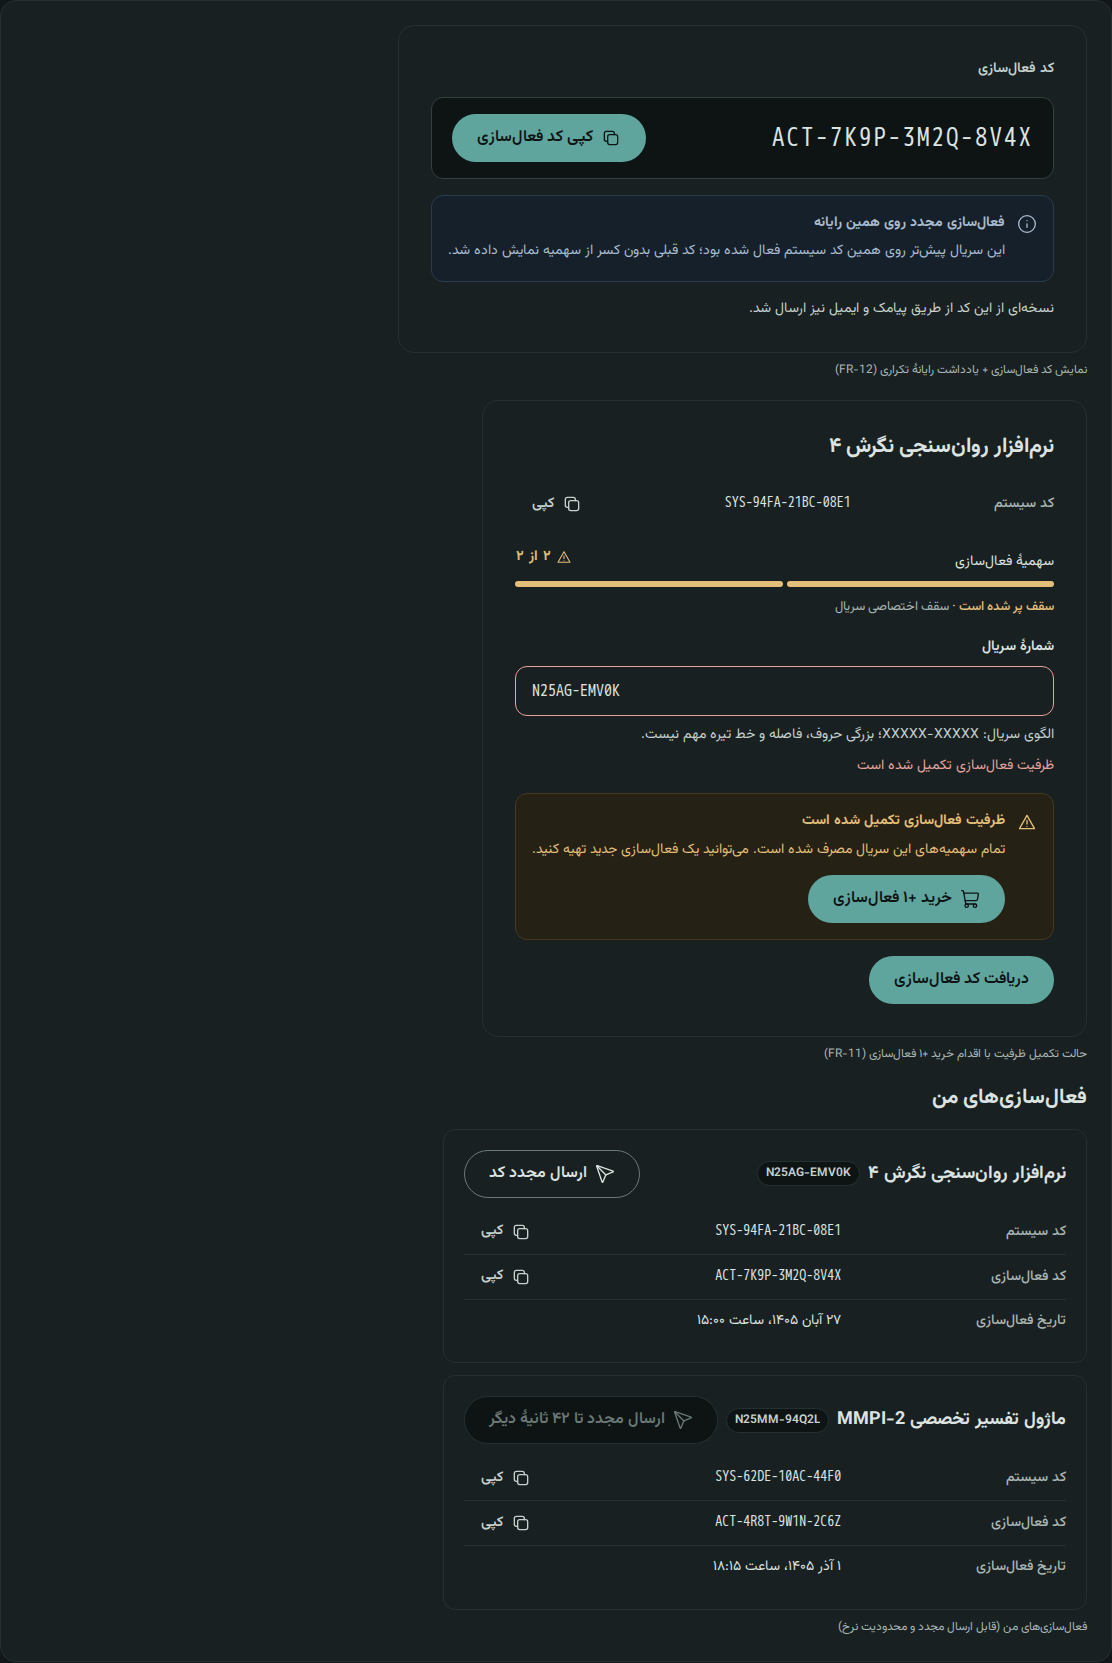 کد فعال‌سازی
ACT-7K9P-3M2Q-8V4X
کپی کد فعال‌سازی
فعال‌سازی مجدد روی همین رایانه
این سریال پیش‌تر روی همین کد سیستم فعال شده بود؛ کد قبلی بدون کسر از سهمیه نمایش داده شد.
نسخه‌ای از این کد از طریق پیامک و ایمیل نیز ارسال شد.
نمایش کد فعال‌سازی + یادداشت رایانهٔ تکراری (FR-12)
نرم‌افزار روان‌سنجی نگرش ۴
کد سیستم SYS-94FA-21BC-08E1 کپی
سهمیهٔ فعال‌سازی ۲ از ۲
سقف پر شده است · سقف اختصاصی سریال
شمارهٔ سریال
N25AG-EMV0K
الگوی سریال: XXXXX-XXXXX؛ بزرگی حروف، فاصله و خط تیره مهم نیست.
ظرفیت فعال‌سازی تکمیل شده است
ظرفیت فعال‌سازی تکمیل شده است
تمام سهمیه‌های این سریال مصرف شده است. می‌توانید یک فعال‌سازی جدید تهیه کنید.
خرید +۱ فعال‌سازی
دریافت کد فعال‌سازی
حالت تکمیل ظرفیت با اقدام خرید +۱ فعال‌سازی (FR-11)
فعال‌سازی‌های من
نرم‌افزار روان‌سنجی نگرش ۴ N25AG-EMV0K ارسال مجدد کد
کد سیستم SYS-94FA-21BC-08E1 کپی
کد فعال‌سازی ACT-7K9P-3M2Q-8V4X کپی
تاریخ فعال‌سازی ۲۷ آبان ۱۴۰۵، ساعت ۱۵:۰۰
ماژول تفسیر تخصصی MMPI-2 N25MM-94Q2L ارسال مجدد تا ۴۲ ثانیهٔ دیگر
کد سیستم SYS-62DE-10AC-44F0 کپی
کد فعال‌سازی ACT-4R8T-9W1N-2C6Z کپی
تاریخ فعال‌سازی ۱ آذر ۱۴۰۵، ساعت ۱۸:۱۵
فعال‌سازی‌های من (قابل ارسال مجدد و محدودیت نرخ)